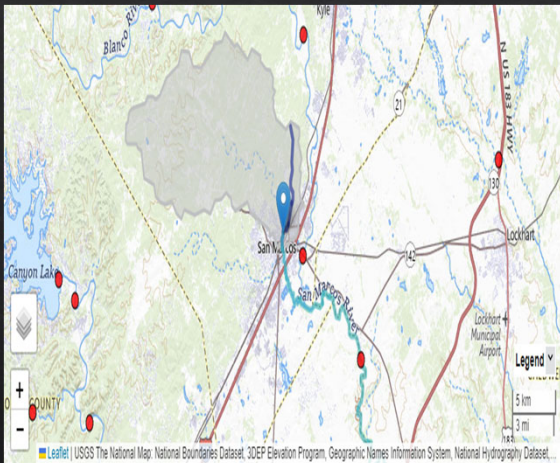 Kyle
Blanco Riv
21
N US 183 HWY
130
San Marcos
142
Lockhart
Canyon Lake
San Marcos River
Lockhart
Municipal
Airport
Legend
+
5 km
−
3 mi
COUNTY
183
Leaflet | USGS The National Map: National Boundaries Dataset, 3DEP Elevation Program, Geographic Names Information System, National Hydrography Dataset,